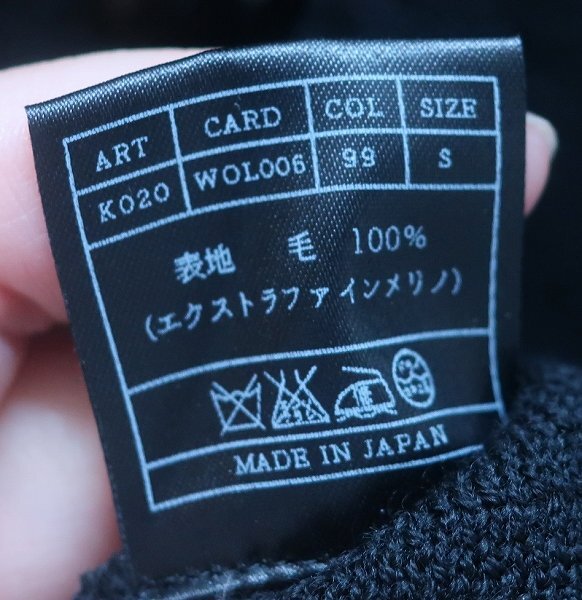 ART CARD COL SIZE
K020 WOL006 99 S
表地 毛 100%
(エクストラファインメリノ)
MADE IN JAPAN